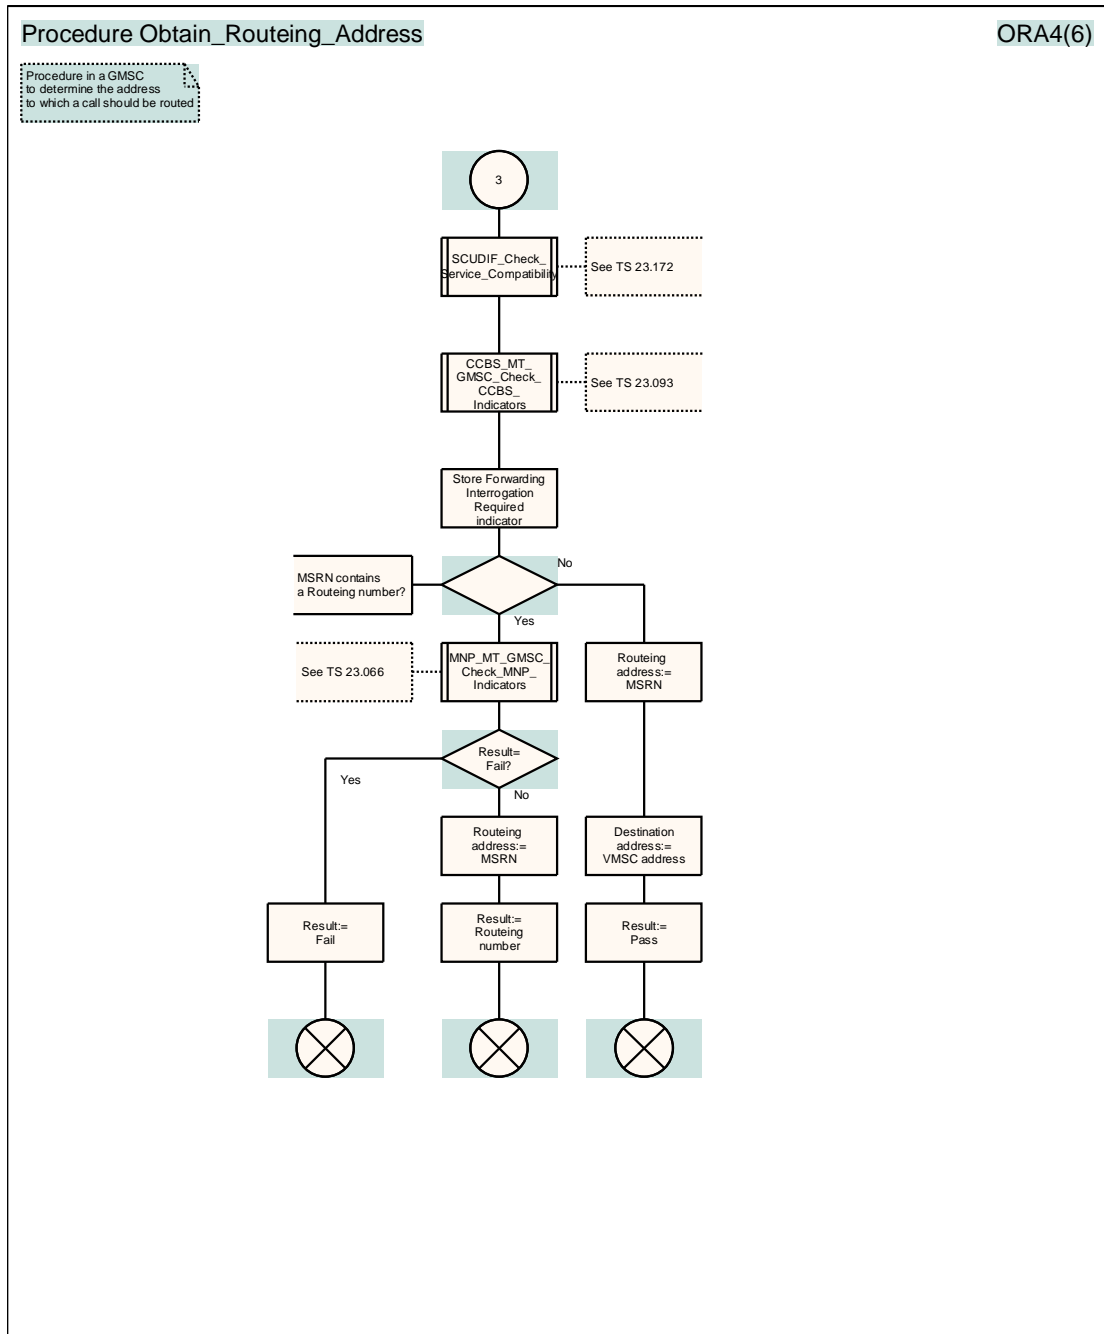 Procedure Obtain_Routeing_Address
ORA4(6)
Procedure in a GMSC
to determine the address
to which a call should be routed
3
SCUDIF_Check_
Service_Compatibility
See TS 23.172
CCBS_MT_
GMSC_Check_
CCBS_
Indicators
See TS 23.093
Store Forwarding
Interrogation
Required
indicator
MSRN contains
a Routeing number?
No
Yes
See TS 23.066
MNP_MT_GMSC_
Check_MNP_
Indicators
Routeing
address:=
MSRN
Result=
Fail?
Yes
No
Routeing
address:=
MSRN
Destination
address:=
VMSC address
Result:=
Fail
Result:=
Routeing
number
Result:=
Pass